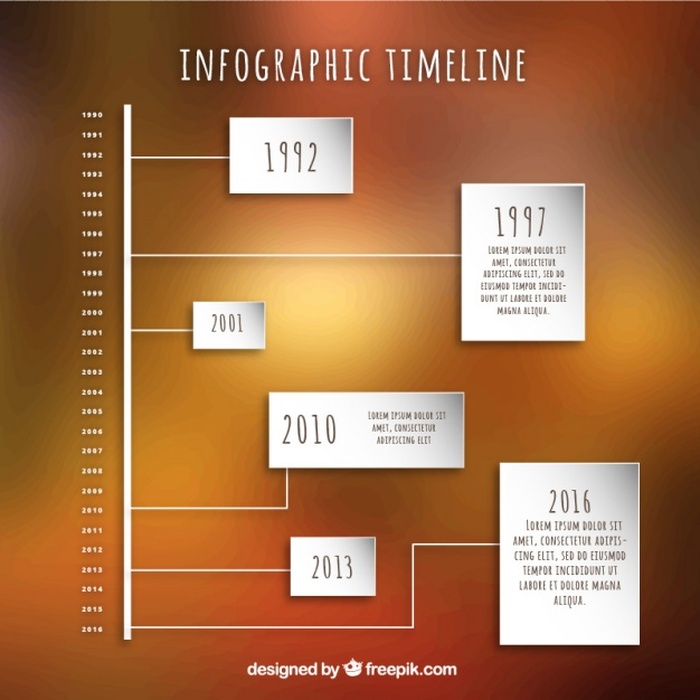 INFOGRAPHIC TIMELINE
1990
1991
1992
1993
1994
1995
1996
1997
1998
1999
2000
2001
2002
2003
2004
2005
2006
2007
2008
2009
2010
2011
2012
2013
2014
2015
2016
1992
1997
LOREM IPSUM DOLOR SIT
AMET, CONSECTETUR
ADIPISCING ELIT, SED DO
EIUSMOD TEMPOR INCIDI-
DUNT UT LABORE ET DOLORE
MAGNA ALIQUA.
2001
2010
LOREM IPSUM DOLOR SIT
AMET, CONSECTETUR
ADIPISCING ELIT
2016
LOREM IPSUM DOLOR SIT
AMET, CONSECTETUR ADIPIS-
CING ELIT, SED DO EIUSMOD
TEMPOR INCIDIDUNT UT
LABORE ET DOLORE MAGNA
ALIQUA.
2013
designed by freepik.com